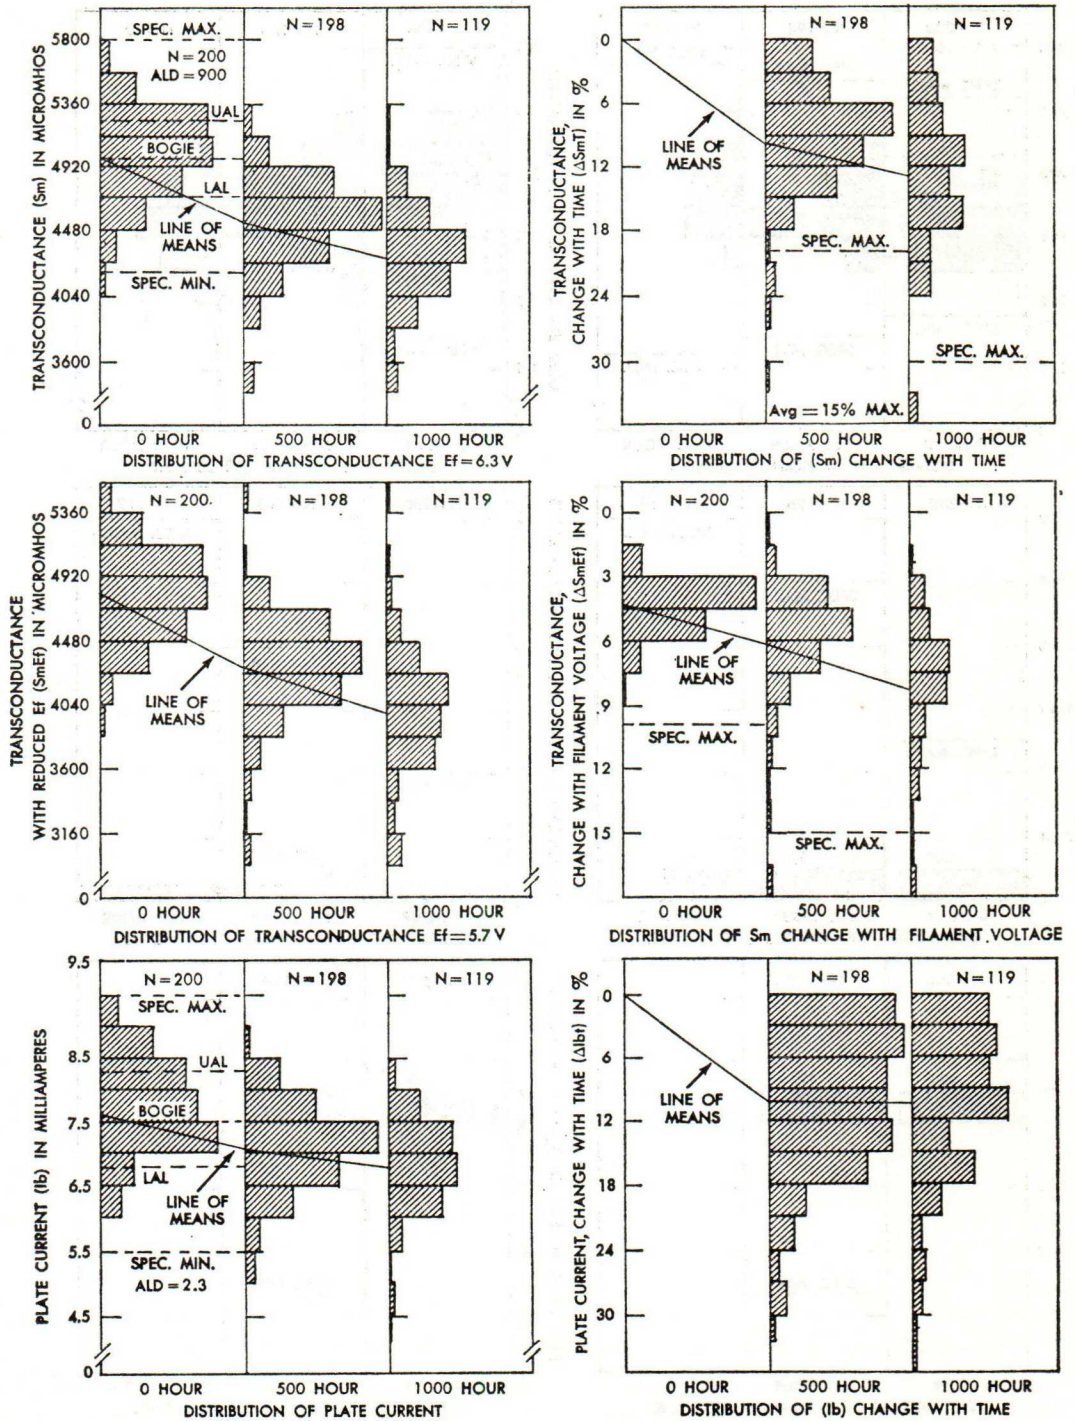 SPEC. MAX.
N=198
N=119
5800
N=200
ALD=900
5360
UAL
BOGIE
4920
LAL
4480
LINE OF
MEANS
SPEC. MIN.
4040
3600
0
TRANSCONDUCTANCE (Sm) IN MICROMHOS
0 HOUR
500 HOUR
1000 HOUR
DISTRIBUTION OF TRANSCONDUCTANCE Ef=6.3 V
N=198
N=119
0
6
12
18
24
30
LINE OF
MEANS
SPEC. MAX.
SPEC. MAX.
Avg=15% MAX.
TRANSCONDUCTANCE,
CHANGE WITH TIME (ΔSmT) IN %
0 HOUR
500 HOUR
1000 HOUR
DISTRIBUTION OF (Sm) CHANGE WITH TIME
N=200
N=198
N=119
5360
4920
4480
4040
3600
3160
0
LINE OF
MEANS
TRANSCONDUCTANCE
WITH REDUCED Ef (SmEf) IN MICROMHOS
0 HOUR
500 HOUR
1000 HOUR
DISTRIBUTION OF TRANSCONDUCTANCE Ef=5.7 V
N=200
N=198
N=119
0
3
6
9
12
15
LINE OF
MEANS
SPEC. MAX.
SPEC. MAX.
TRANSCONDUCTANCE,
CHANGE WITH FILAMENT VOLTAGE (ΔSmEf) IN %
0 HOUR
500 HOUR
1000 HOUR
DISTRIBUTION OF Sm CHANGE WITH FILAMENT VOLTAGE
9.5
N=200
N=198
N=119
SPEC. MAX.
8.5
UAL
BOGIE
7.5
LAL
6.5
LINE OF
MEANS
5.5
SPEC. MIN.
ALD=2.3
4.5
0
PLATE CURRENT (Ib) IN MILLIAMPERES
0 HOUR
500 HOUR
1000 HOUR
DISTRIBUTION OF PLATE CURRENT
N=198
N=119
0
6
12
18
24
30
LINE OF
MEANS
PLATE CURRENT, CHANGE WITH TIME (ΔIbt) IN %
0 HOUR
500 HOUR
1000 HOUR
DISTRIBUTION OF (Ib) CHANGE WITH TIME